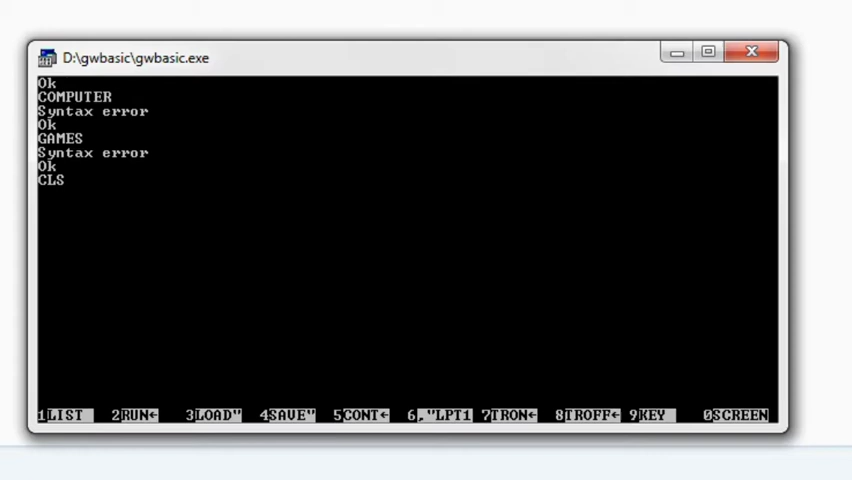 D:\gwbasic\gwbasic.exe
Ok
COMPUTER
Syntax error
Ok
GAMES
Syntax error
Ok
CLS
1LIST 2RUN← 3LOAD" 4SAVE" 5CONT← 6,"LPT1 7TRON← 8TROFF← 9KEY 0SCREEN